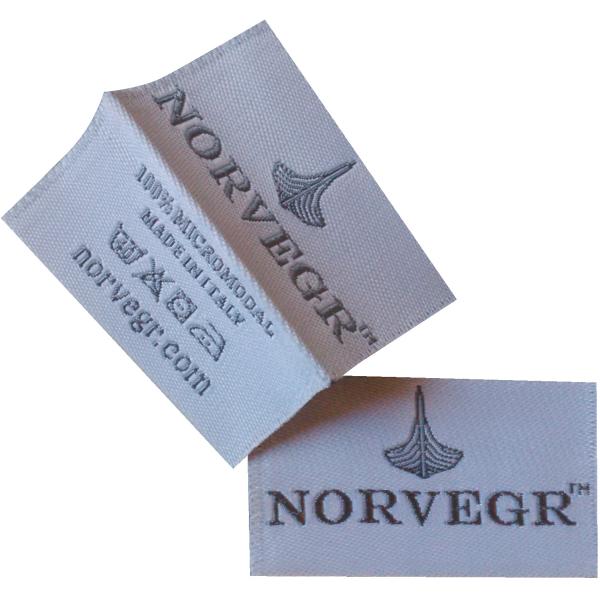 NORVEGR™
100% MICROMODAL
MADE IN ITALY
norvegr.com
NORVEGR™